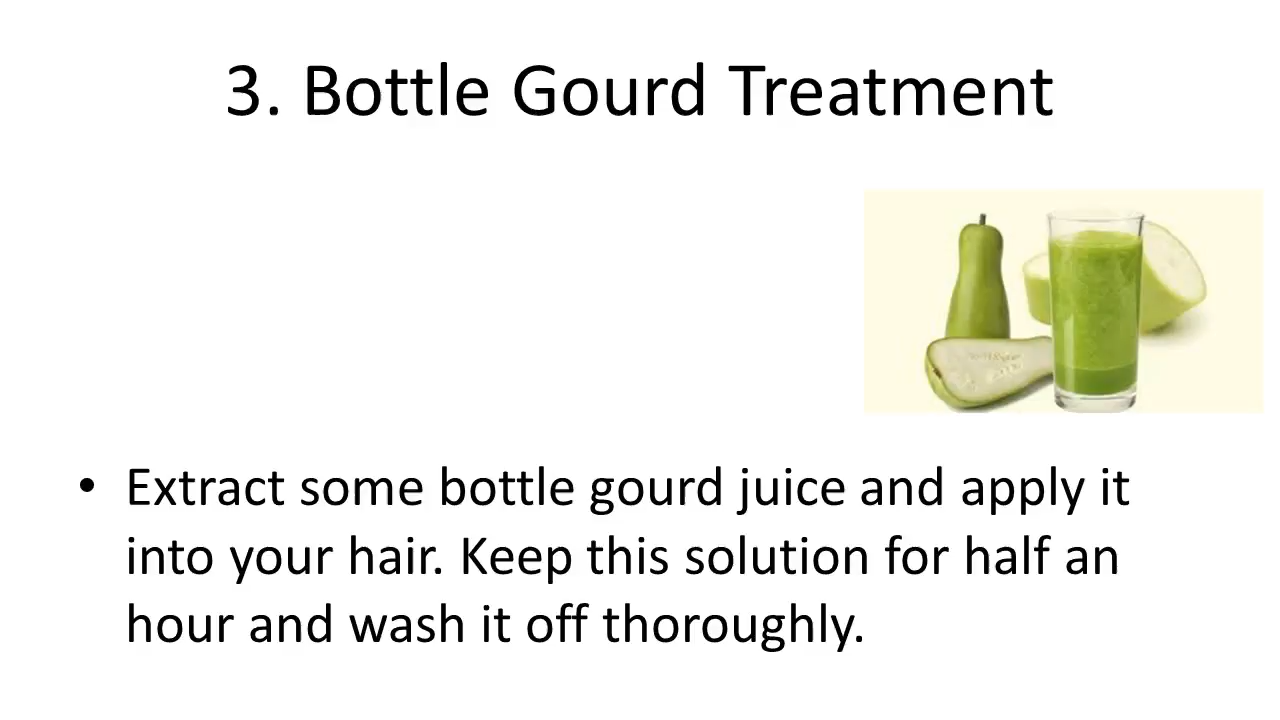 3. Bottle Gourd Treatment
• Extract some bottle gourd juice and apply it
into your hair. Keep this solution for half an
hour and wash it off thoroughly.